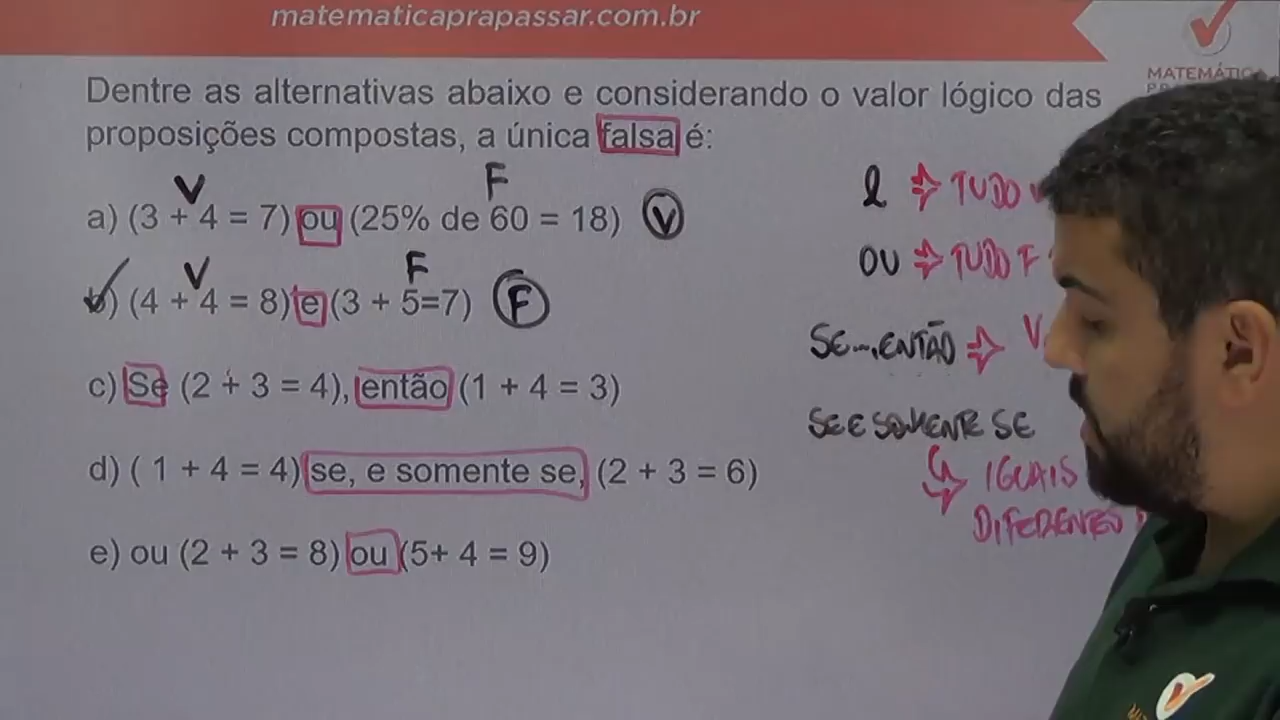 matematicaprapassar.com.br
MATEMÁTICA
Dentre as alternativas abaixo e considerando o valor lógico das
proposições compostas, a única falsa é:
V F
a) (3 + 4 = 7) ou (25% de 60 = 18) V
V F
b) (4 + 4 = 8) e (3 + 5=7) F
c) Se (2 + 3 = 4), então (1 + 4 = 3)
d) ( 1 + 4 = 4) se, e somente se, (2 + 3 = 6)
e) ou (2 + 3 = 8) ou (5+ 4 = 9)
e ⇒ TUDO
OU ⇒ TUDO F
SE...,ENTÃO ⇒ V
SE E SOMENTE SE
IGUAIS
DIFERENTES